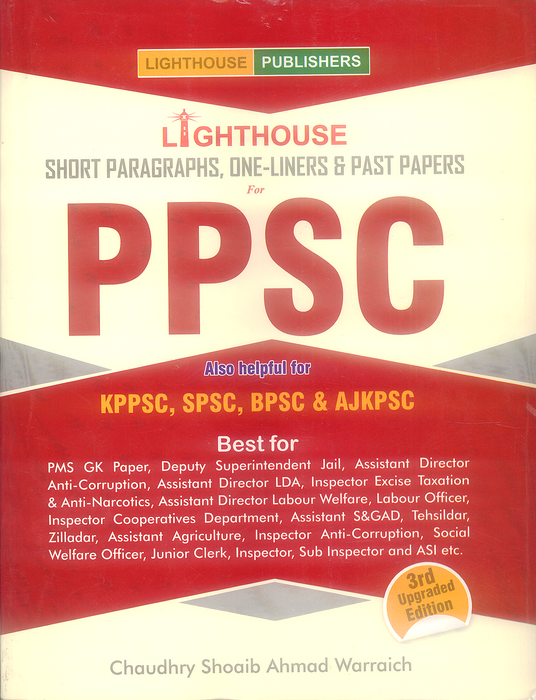 LIGHTHOUSE PUBLISHERS
LIGHTHOUSE
SHORT PARAGRAPHS, ONE-LINERS & PAST PAPERS
For
PPSC
Also helpful for
KPPSC, SPSC, BPSC & AJKPSC
Best for
PMS GK Paper, Deputy Superintendent Jail, Assistant Director
Anti-Corruption, Assistant Director LDA, Inspector Excise Taxation
& Anti-Narcotics, Assistant Director Labour Welfare, Labour Officer,
Inspector Cooperatives Department, Assistant S&GAD, Tehsildar,
Zilladar, Assistant Agriculture, Inspector Anti-Corruption, Social
Welfare Officer, Junior Clerk, Inspector, Sub Inspector and ASI etc.
3rd
Upgraded
Edition
Chaudhry Shoaib Ahmad Warraich